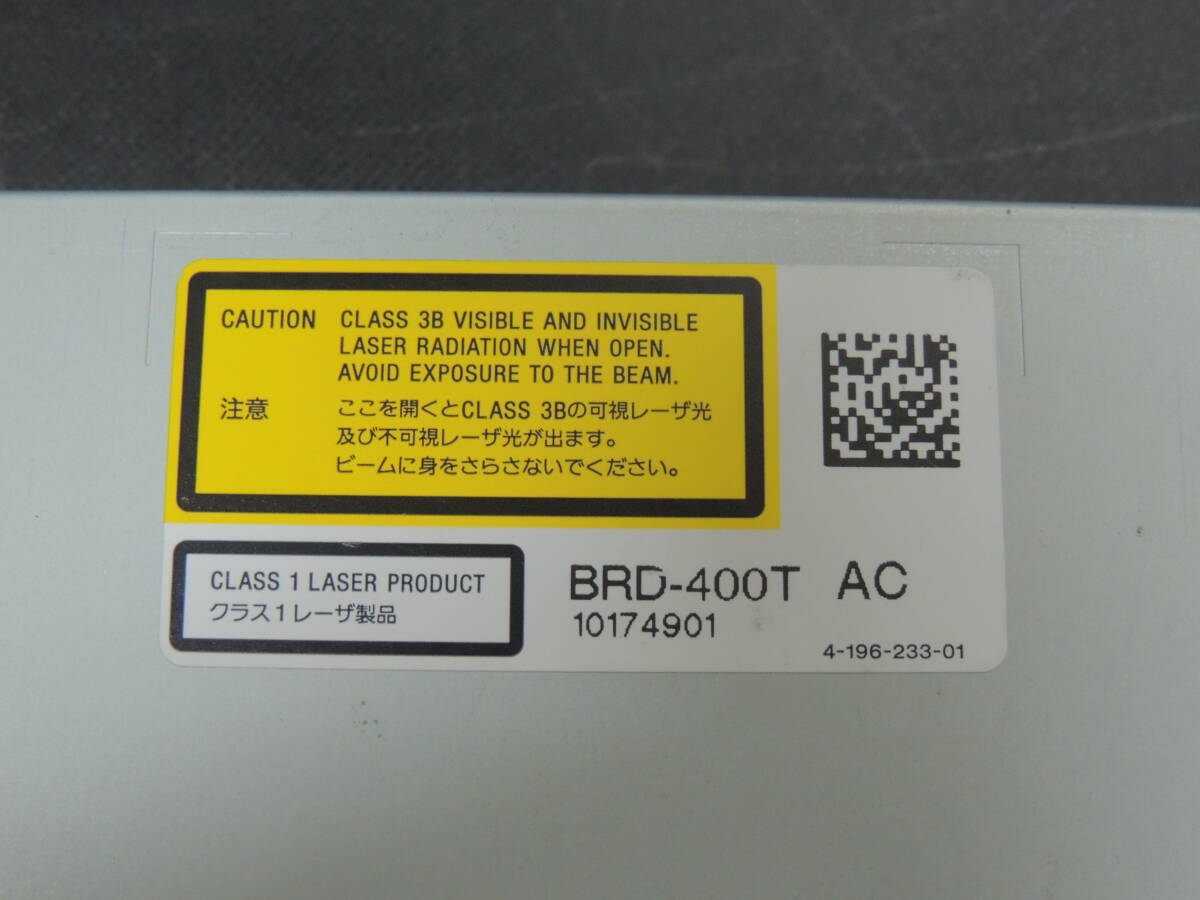 CAUTION CLASS 3B VISIBLE AND INVISIBLE
LASER RADIATION WHEN OPEN.
AVOID EXPOSURE TO THE BEAM.
注意 ここを開くとCLASS 3Bの可視レーザ光
及び不可視レーザ光が出ます。
ビームに身をさらさないでください。
CLASS 1 LASER PRODUCT
クラス1レーザ製品
BRD-400T AC
10174901
4-196-233-01